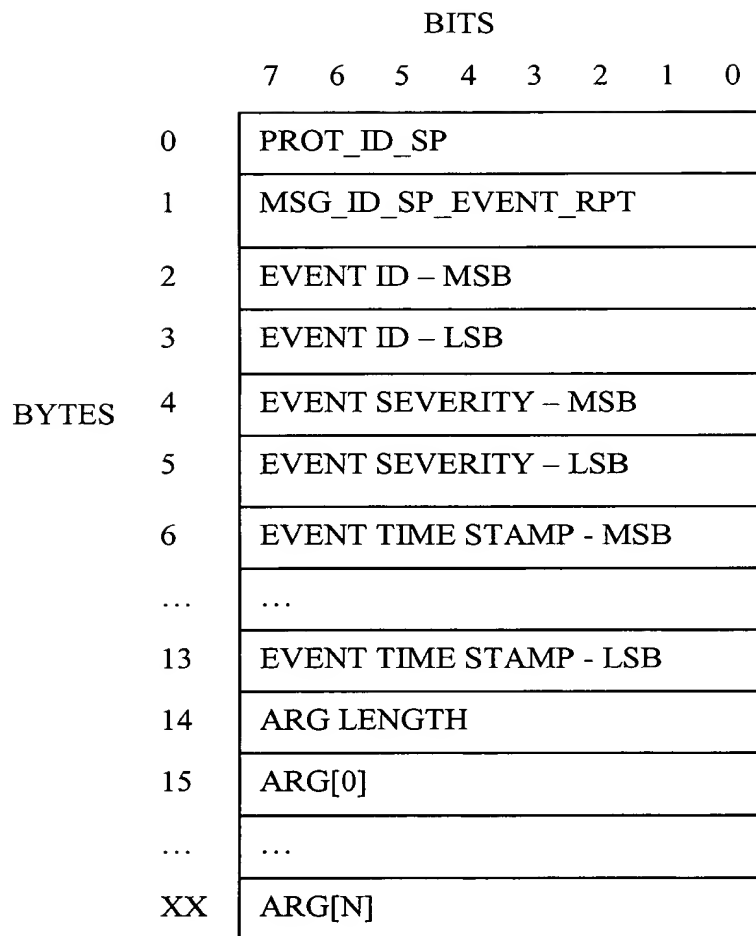 BITS
7 6 5 4 3 2 1 0
0 PROT_ID_SP
1 MSG_ID_SP_EVENT_RPT
2 EVENT ID – MSB
3 EVENT ID – LSB
BYTES 4 EVENT SEVERITY – MSB
5 EVENT SEVERITY – LSB
6 EVENT TIME STAMP - MSB
... ...
13 EVENT TIME STAMP - LSB
14 ARG LENGTH
15 ARG[0]
... ...
XX ARG[N]